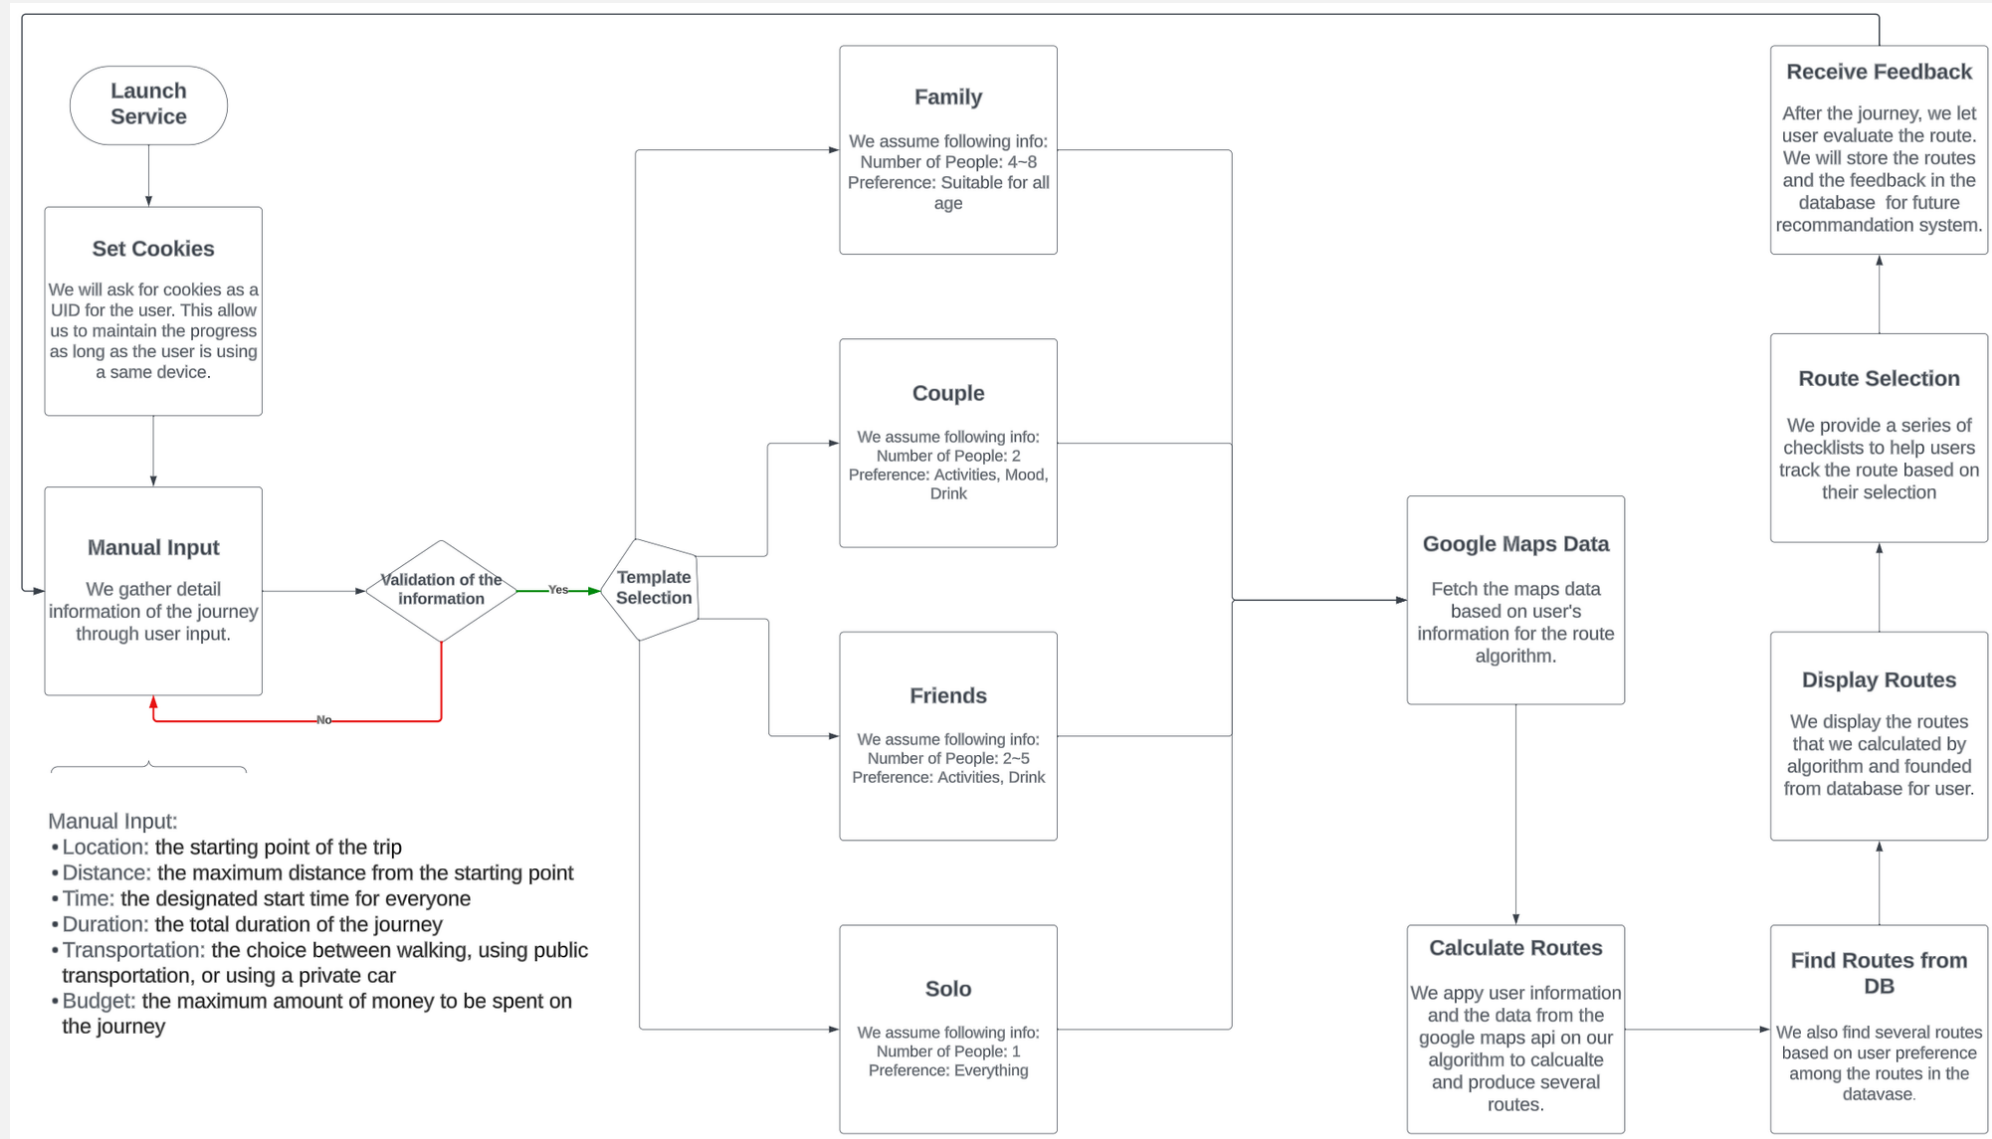 Launch
Service
Set Cookies
We will ask for cookies as a
UID for the user. This allow
us to maintain the progress
as long as the user is using
a same device.
Manual Input
We gather detail
information of the journey
through user input.
Validation of the
information
Yes
No
Manual Input:
• Location: the starting point of the trip
• Distance: the maximum distance from the starting point
• Time: the designated start time for everyone
• Duration: the total duration of the journey
• Transportation: the choice between walking, using public
transportation, or using a private car
• Budget: the maximum amount of money to be spent on
the journey
Template
Selection
Family
We assume following info:
Number of People: 4~8
Preference: Suitable for all
age
Couple
We assume following info:
Number of People: 2
Preference: Activities, Mood,
Drink
Friends
We assume following info:
Number of People: 2~5
Preference: Activities, Drink
Solo
We assume following info:
Number of People: 1
Preference: Everything
Google Maps Data
Fetch the maps data
based on user's
information for the route
algorithm.
Calculate Routes
We appy user information
and the data from the
google maps api on our
algorithm to calcualte
and produce several
routes.
Find Routes from
DB
We also find several routes
based on user preference
among the routes in the
datavase.
Display Routes
We display the routes
that we calculated by
algorithm and founded
from database for user.
Route Selection
We provide a series of
checklists to help users
track the route based on
their selection
Receive Feedback
After the journey, we let
user evaluate the route.
We will store the routes
and the feedback in the
database for future
recommandation system.